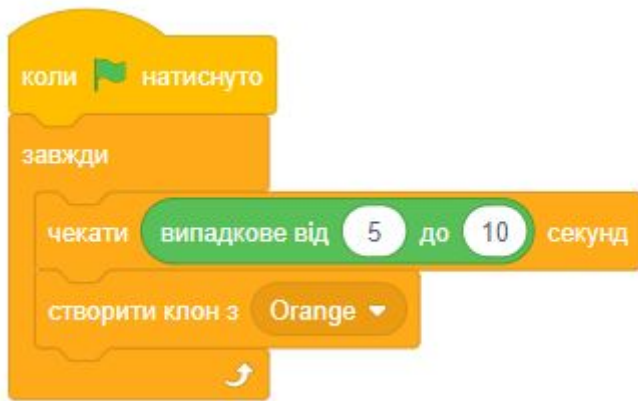 коли натиснуто
завжди
чекати випадкове від 5 до 10 секунд
створити клон з Orange